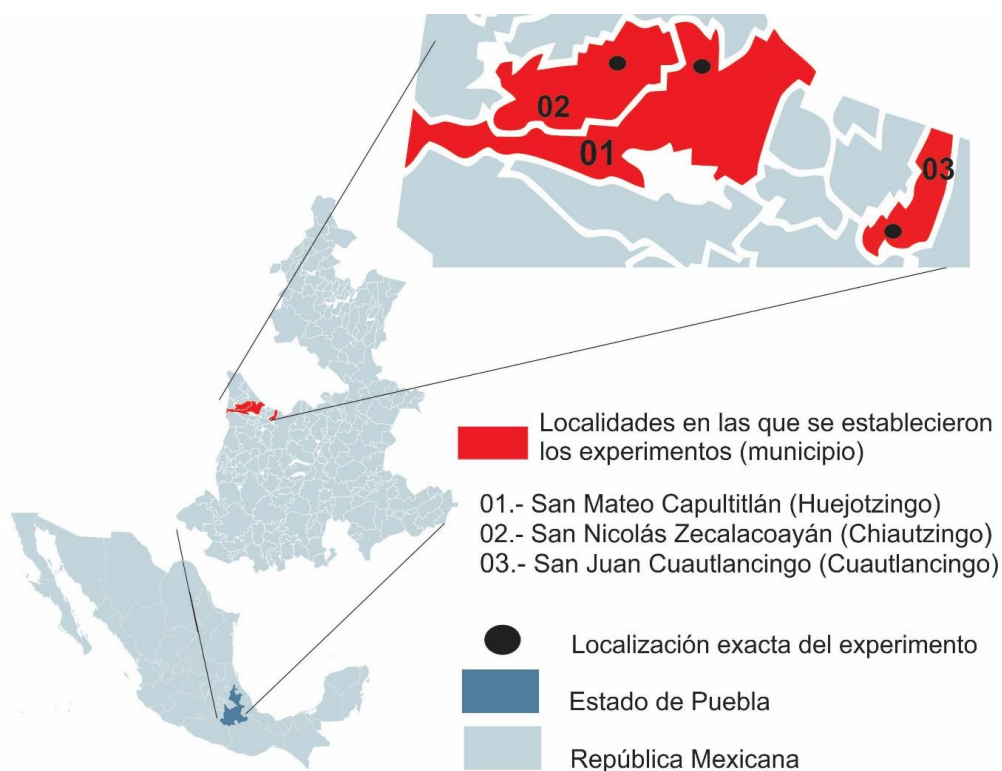 02
01
03
Localidades en las que se establecieron
los experimentos (municipio)
01.- San Mateo Capultitlán (Huejotzingo)
02.- San Nicolás Zecalacoayán (Chiautzingo)
03.- San Juan Cuautlancingo (Cuautlancingo)
Localización exacta del experimento
Estado de Puebla
República Mexicana